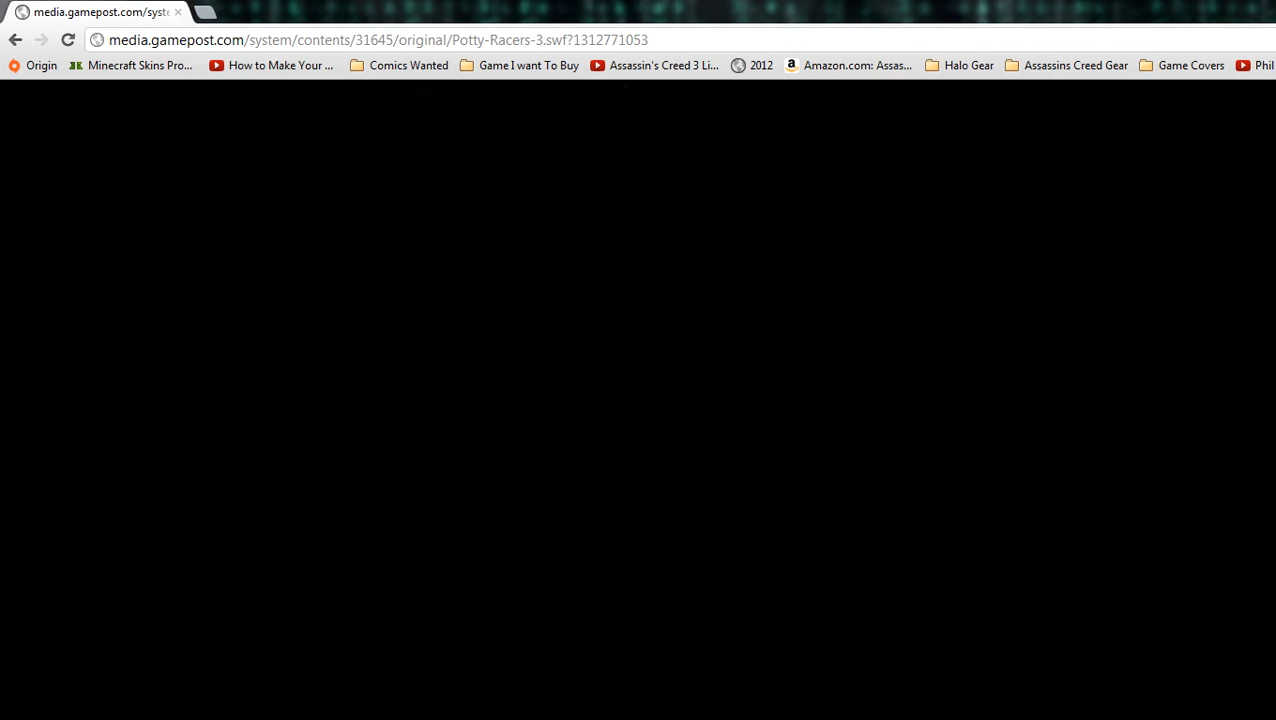 media.gamepost.com/syste
media.gamepost.com/system/contents/31645/original/Potty-Racers-3.swf?1312771053
Origin Minecraft Skins Pro... How to Make Your ... Comics Wanted Game I want To Buy Assassin's Creed 3 Li... 2012 Amazon.com: Assas... Halo Gear Assassins Creed Gear Game Covers Phil